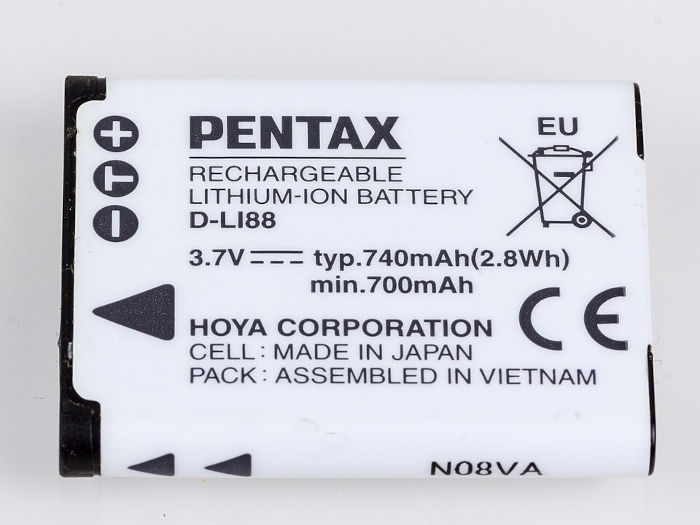 PENTAX
RECHARGEABLE
LITHIUM-ION BATTERY
D-LI88
3.7V typ.740mAh(2.8Wh)
min.700mAh
HOYA CORPORATION
CELL: MADE IN JAPAN
PACK: ASSEMBLED IN VIETNAM
+
T
−
EU
CE
N08VA